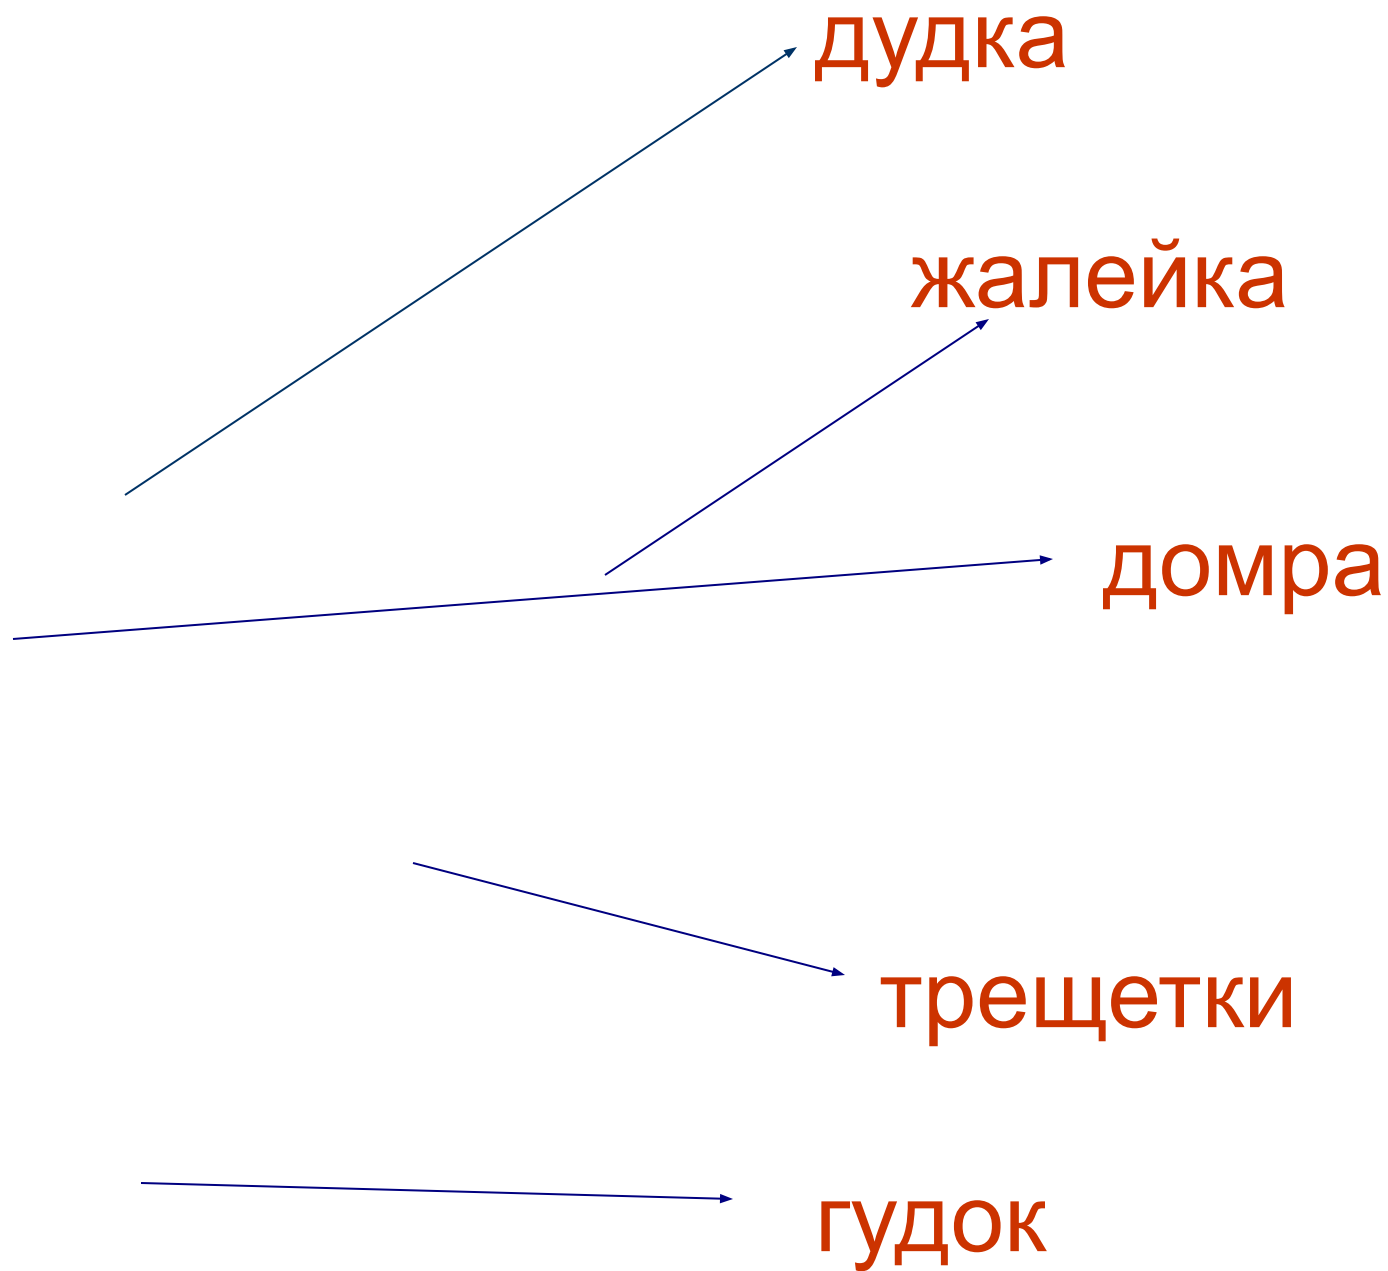 дудка
жалейка
домра
трещетки
гудок